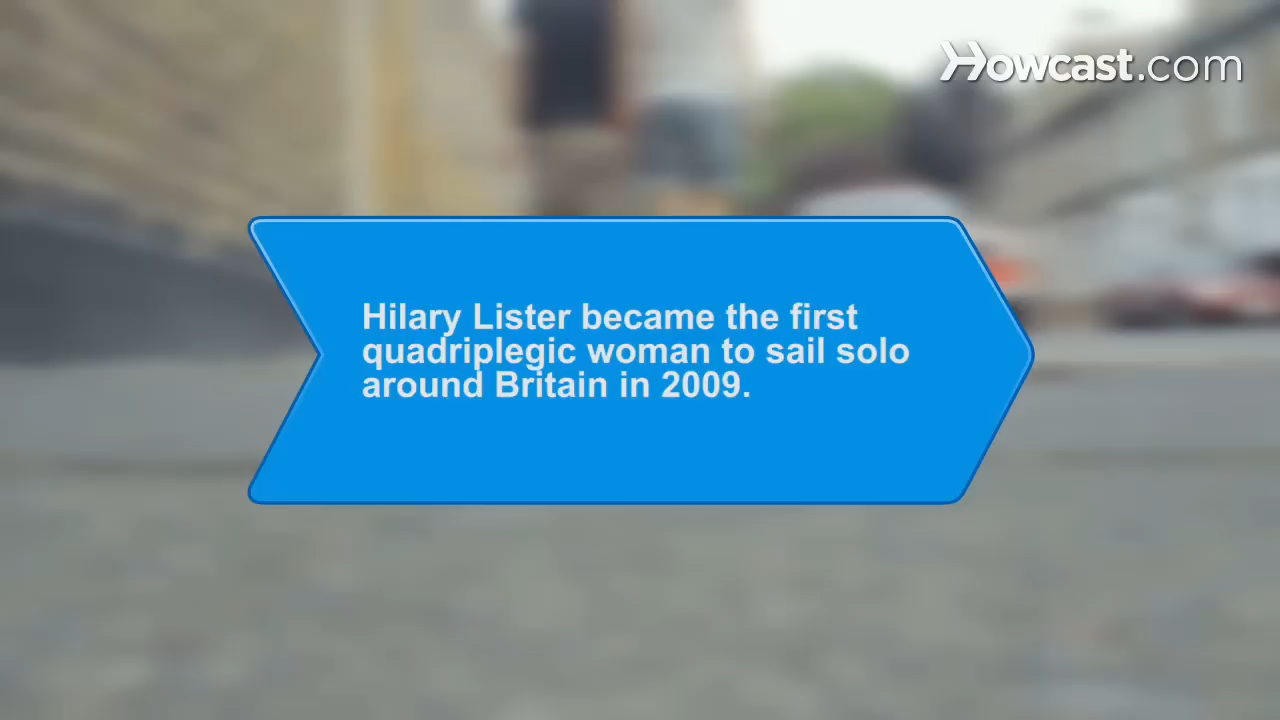 Howcast.com
Hilary Lister became the first
quadriplegic woman to sail solo
around Britain in 2009.